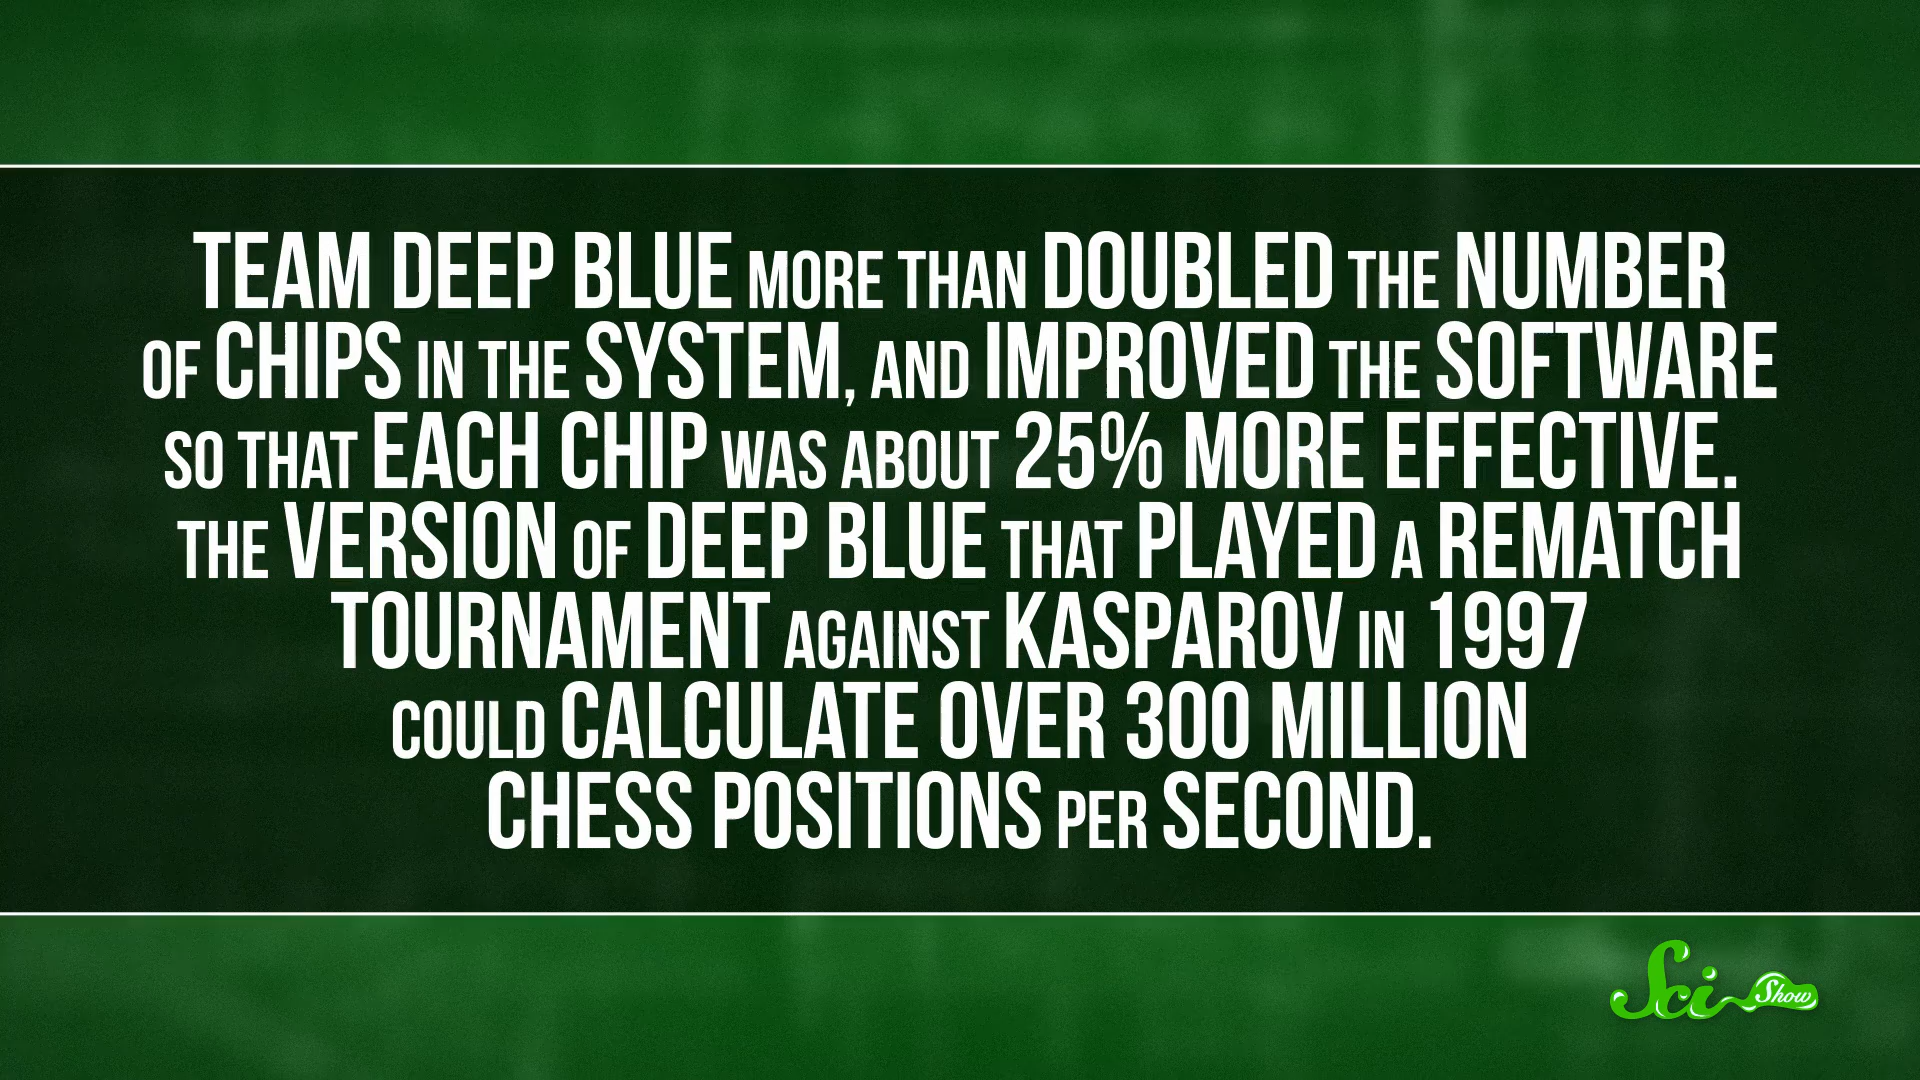 TEAM DEEP BLUE MORE THAN DOUBLED THE NUMBER
OF CHIPS IN THE SYSTEM, AND IMPROVED THE SOFTWARE
SO THAT EACH CHIP WAS ABOUT 25% MORE EFFECTIVE.
THE VERSION OF DEEP BLUE THAT PLAYED A REMATCH
TOURNAMENT AGAINST KASPAROV IN 1997
COULD CALCULATE OVER 300 MILLION
CHESS POSITIONS PER SECOND.
Sci Show